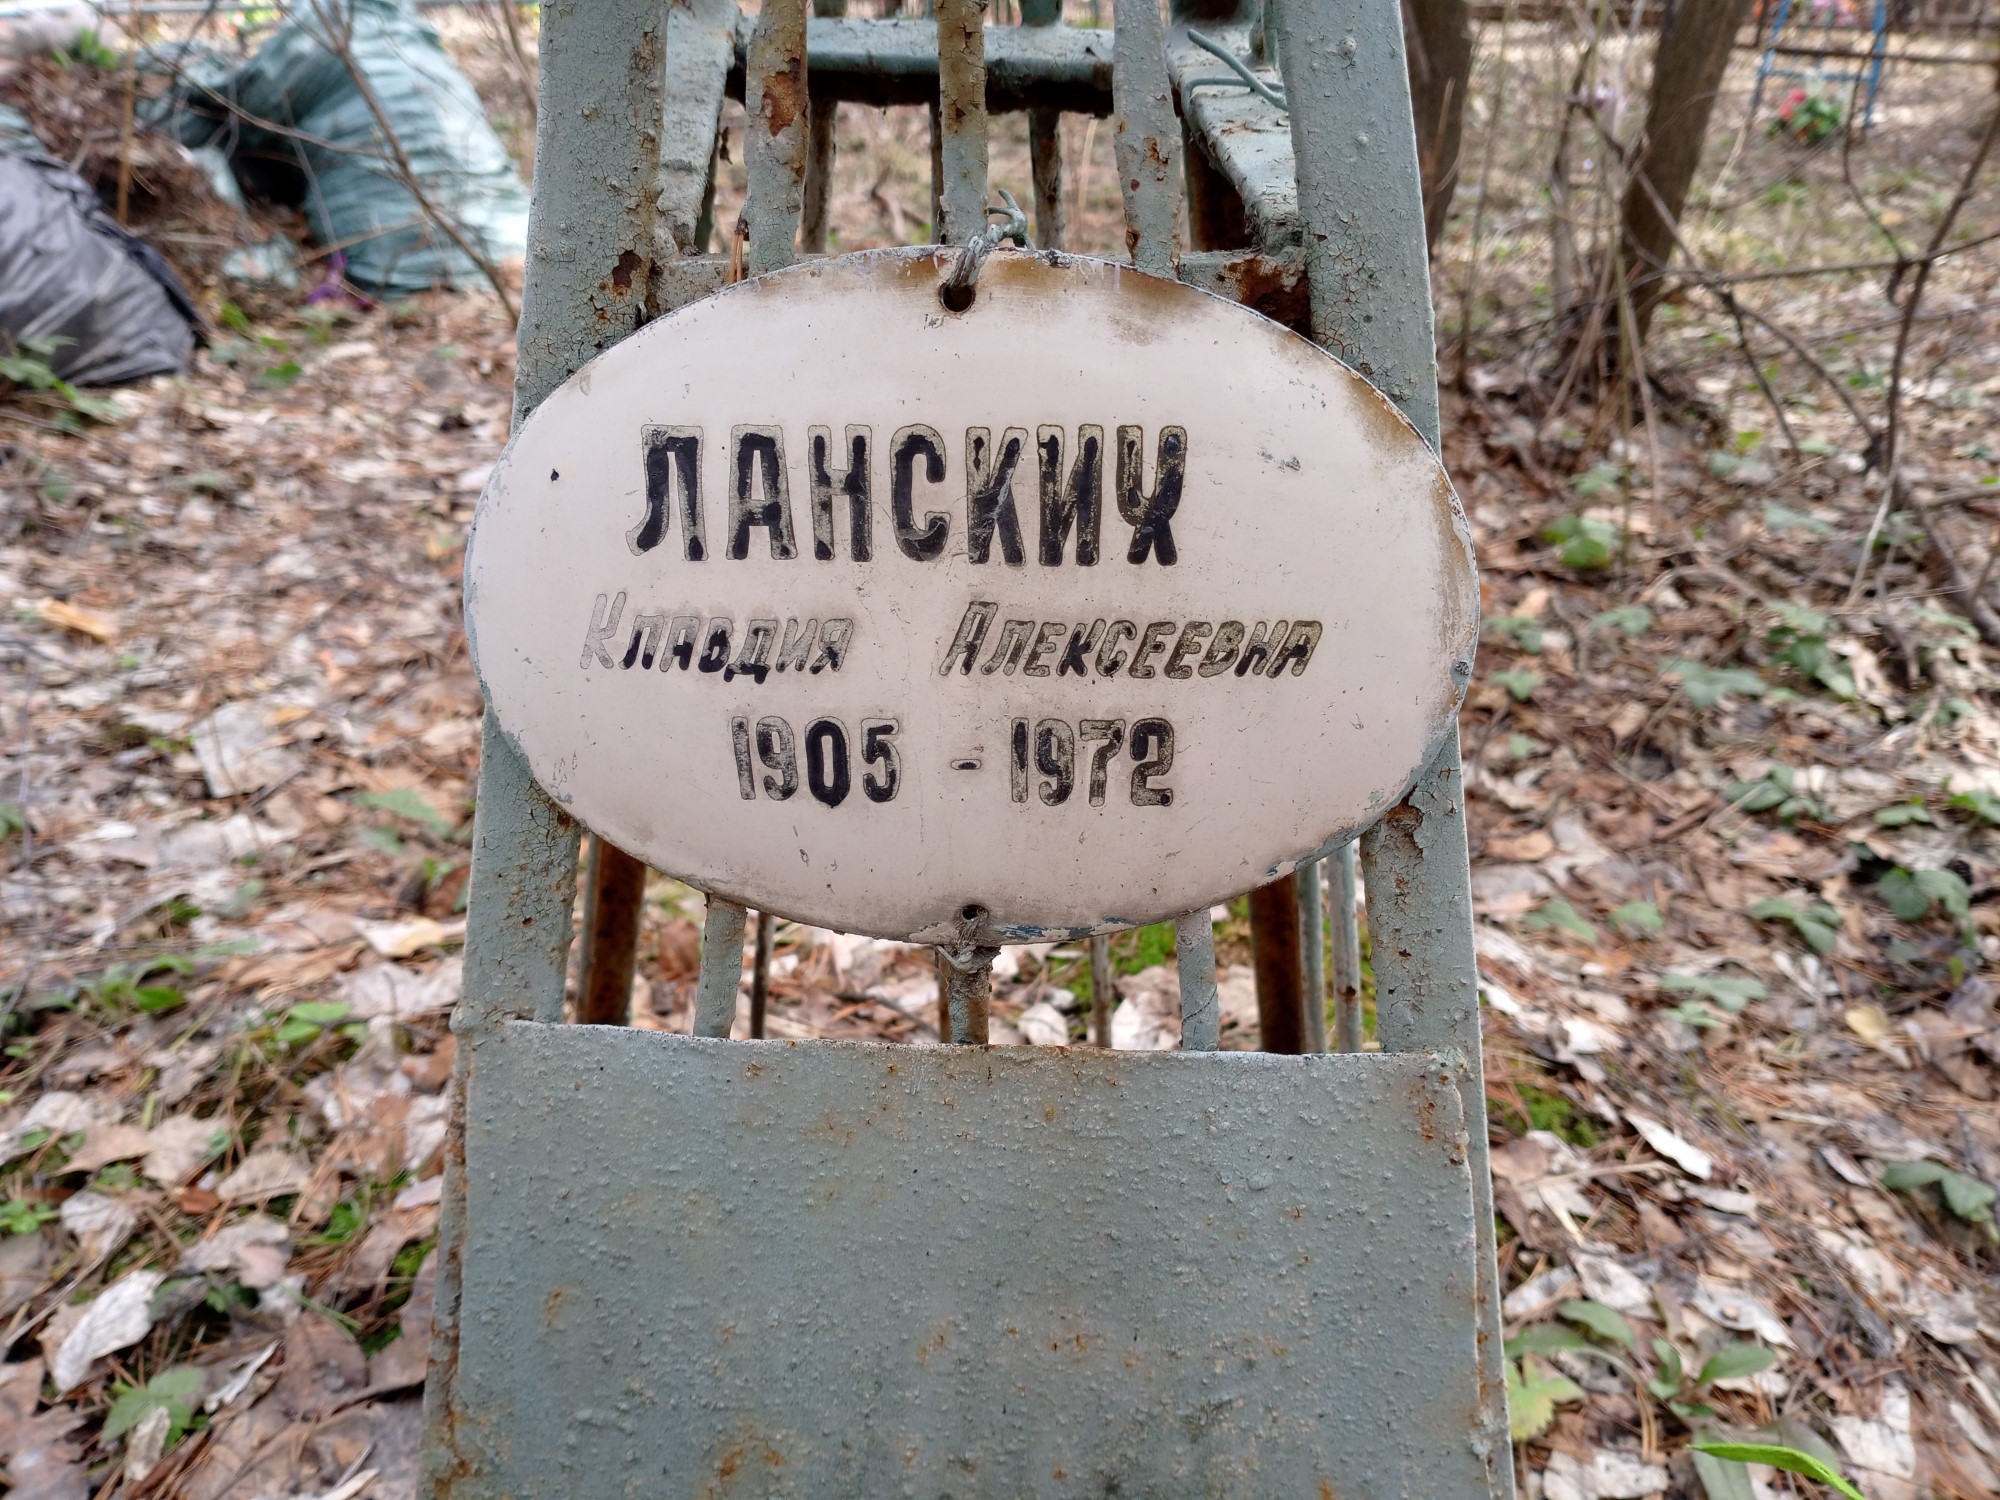 ЛАНСКИХ
Клавдия Алексеевна
1905 - 1972